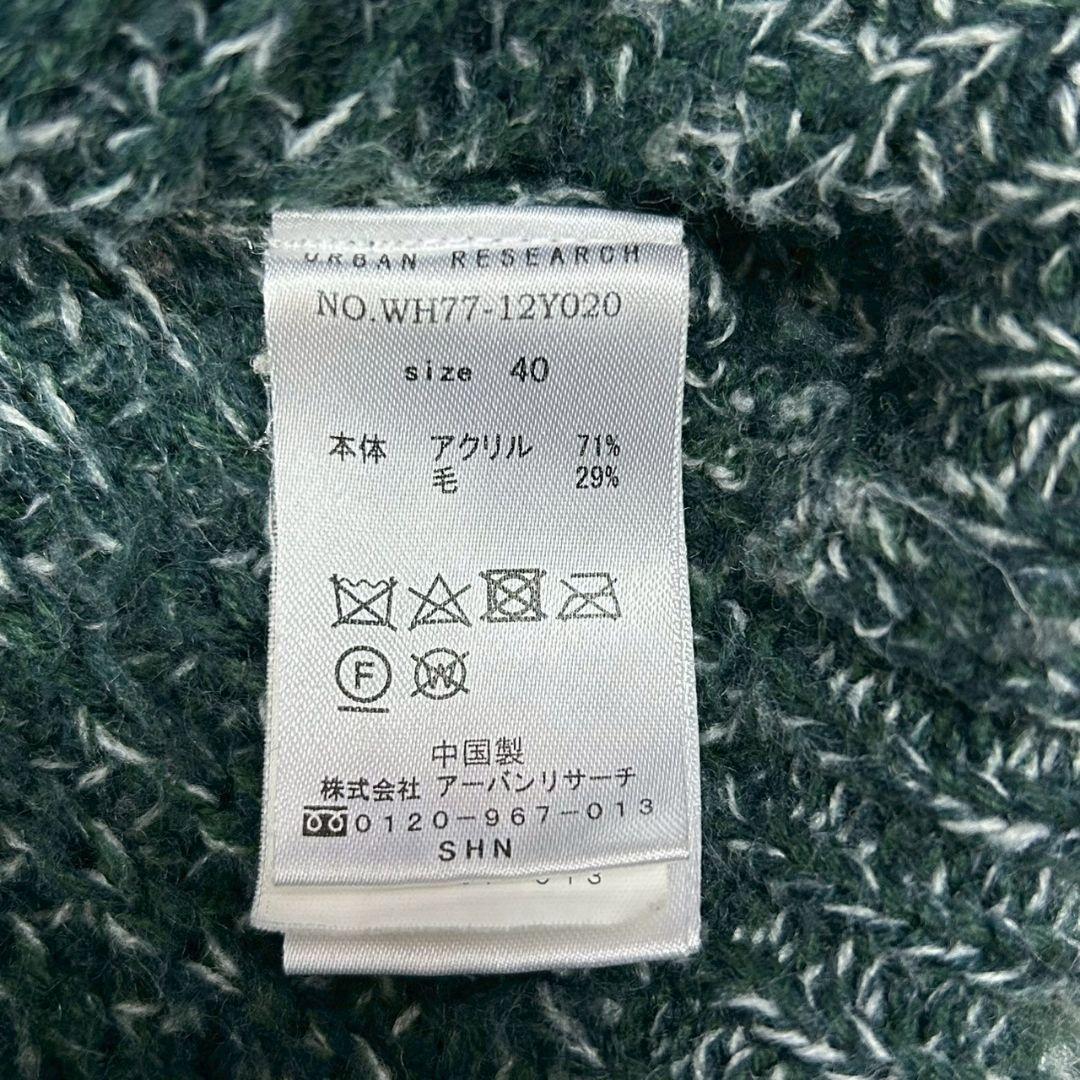 URBAN RESEARCH
NO.WH77-12Y020
size 40
本体 アクリル 71%
毛 29%
F W
中国製
株式会社 アーバンリサーチ
0120-967-013
SHN
013